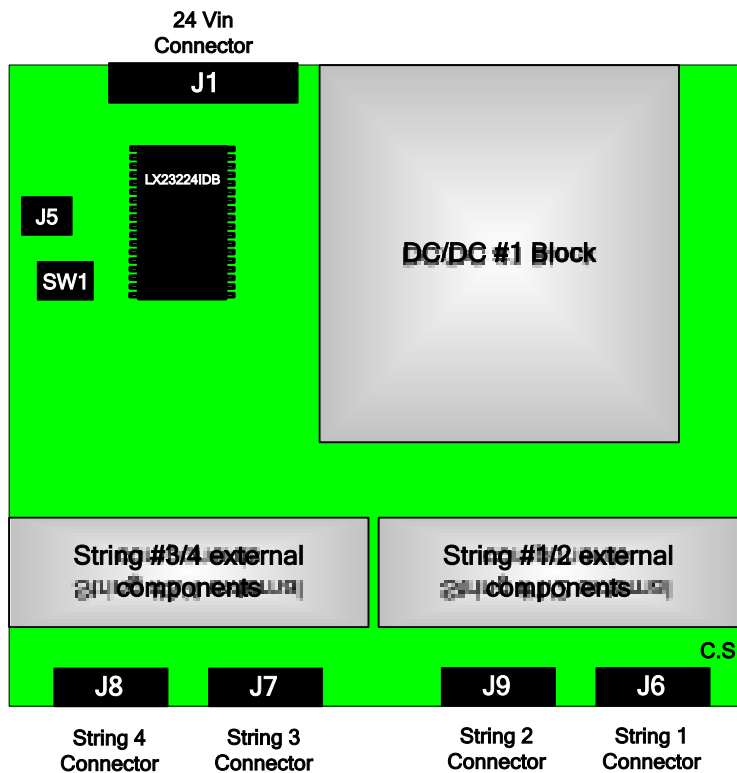 24 Vin
Connector
J1
LX23224IDB
J5
SW1
DC/DC #1 Block
String #3/4 external
components
String #1/2 external
components
C.S
J8
J7
J9
J6
String 4
Connector
String 3
Connector
String 2
Connector
String 1
Connector